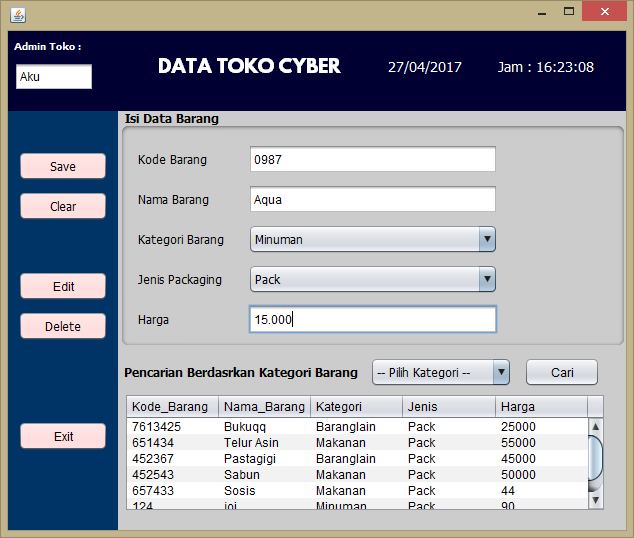 Admin Toko :
Aku
DATA TOKO CYBER 27/04/2017 Jam : 16:23:08
Isi Data Barang
Save
Clear
Edit
Delete
Exit
Kode Barang 0987
Nama Barang Aqua
Kategori Barang Minuman
Jenis Packaging Pack
Harga 15.000
Pencarian Berdasrkan Kategori Barang -- Pilih Kategori -- Cari
Kode_Barang Nama_Barang Kategori Jenis Harga
7613425 Bukuqq Baranglain Pack 25000
651434 Telur Asin Makanan Pack 55000
452367 Pastagigi Baranglain Pack 45000
452543 Sabun Makanan Pack 50000
657433 Sosis Makanan Pack 44
124 joi Minuman Pack 90